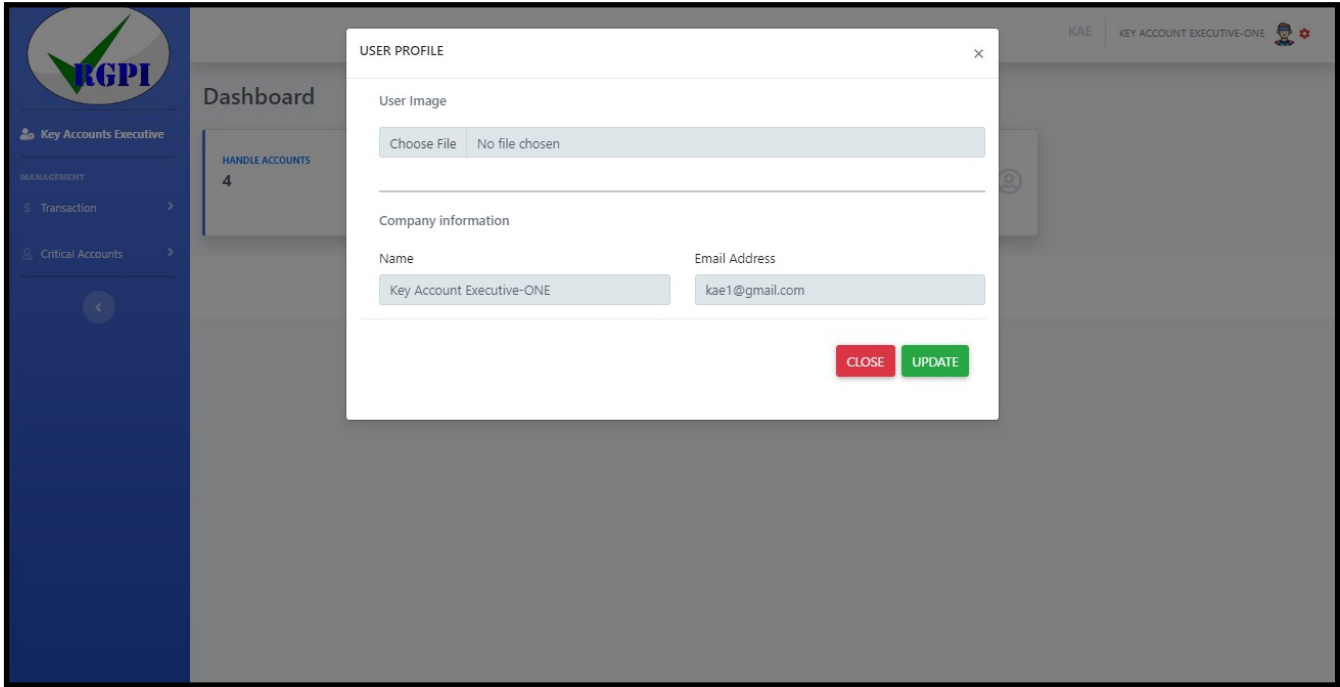 RGPI
KAE
KEY ACCOUNT EXECUTIVE-ONE
Key Accounts Executive
MANAGEMENT
$ Transaction
Critical Accounts
Dashboard
HANDLE ACCOUNTS
4
USER PROFILE
×
User Image
Choose File No file chosen
Company information
Name Email Address
Key Account Executive-ONE kae1@gmail.com
CLOSE UPDATE